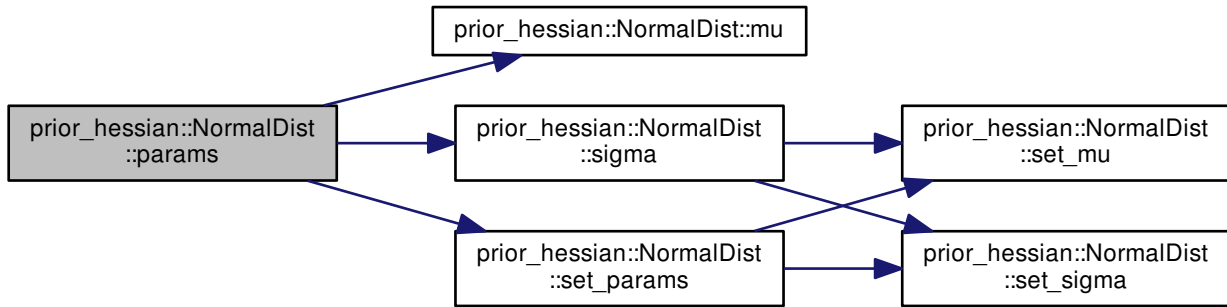 prior_hessian::NormalDist::mu
prior_hessian::NormalDist
::params
prior_hessian::NormalDist
::sigma
prior_hessian::NormalDist
::set_mu
prior_hessian::NormalDist
::set_params
prior_hessian::NormalDist
::set_sigma